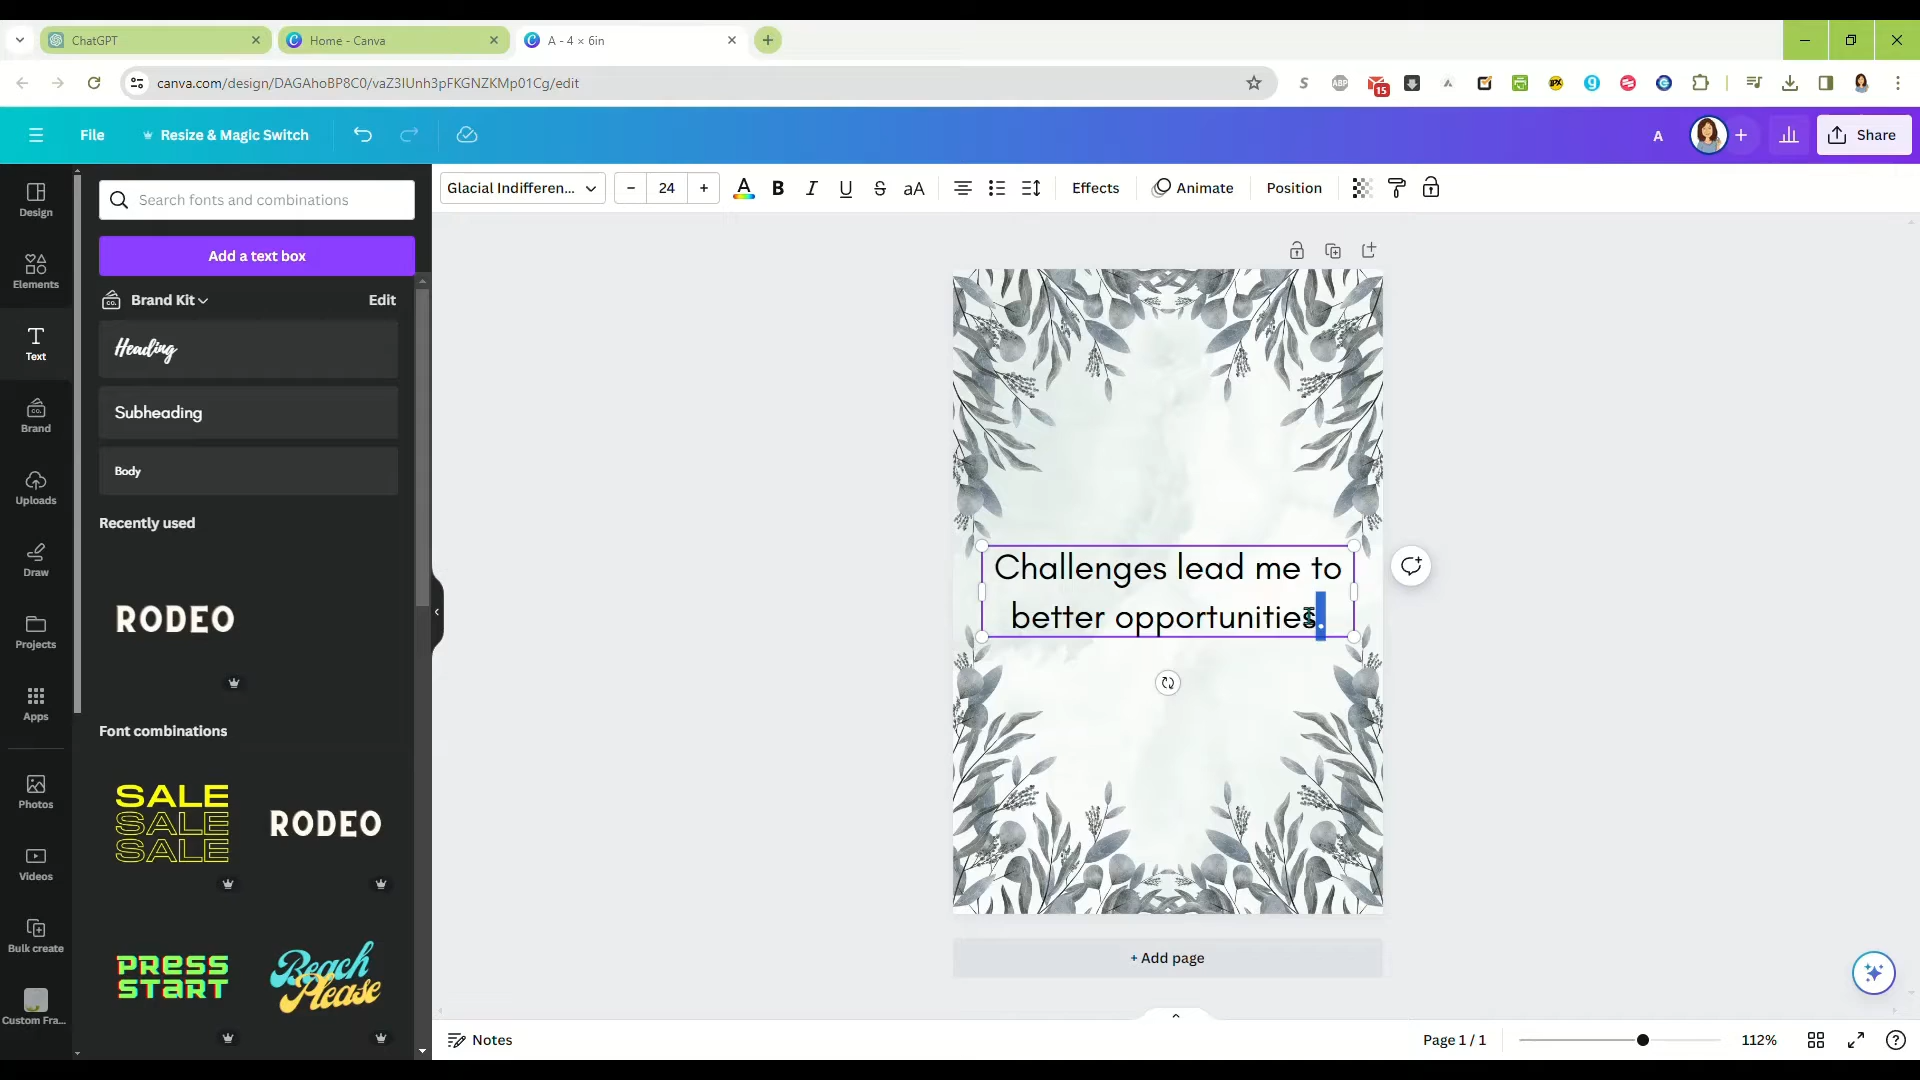 ChatGPT
Home - Canva
A - 4 × 6in
canva.com/design/DAGAhoBP8C0/vaZ3IUnh3pFKGNZKMp01Cg/edit
ABP
15
File
Resize & Magic Switch
A
Share
Glacial Indifferen...
24
B
I
U
S
aA
Effects
Animate
Position
Search fonts and combinations
Add a text box
Brand Kit
Edit
Heading
Subheading
Body
Recently used
RODEO
Font combinations
SALE
SALE
SALE
RODEO
PRESS
START
Beach
Please
Design
Elements
Text
Brand
Uploads
Draw
Projects
Apps
Photos
Videos
Bulk create
Custom Fra...
Challenges lead me to
better opportunities.
+ Add page
Notes
Page 1 / 1
112%